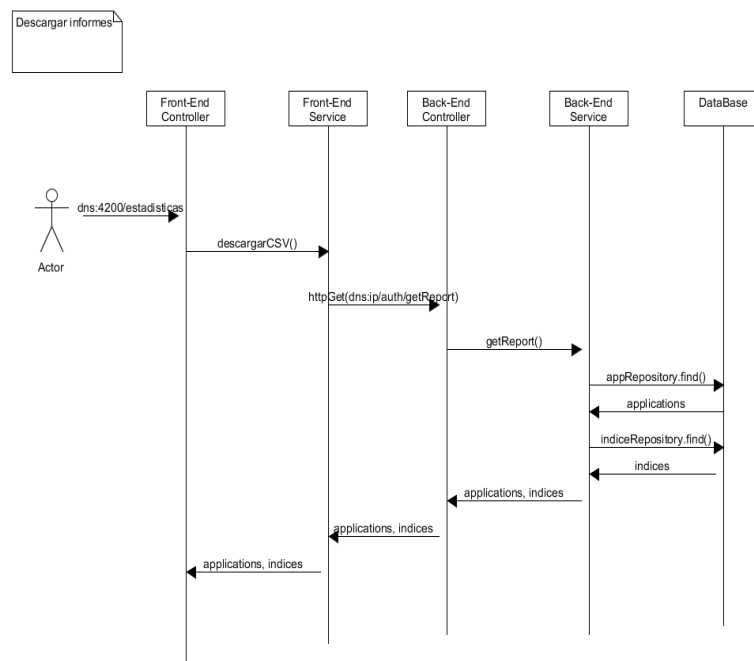 Descargar informes
Front-End
Controller
Front-End
Service
Back-End
Controller
Back-End
Service
DataBase
dns:4200/estadisticas
Actor
descargarCSV()
httpGet(dns:ip/auth/getReport)
getReport()
appRepository.find()
applications
indiceRepository.find()
indices
applications, indices
applications, indices
applications, indices